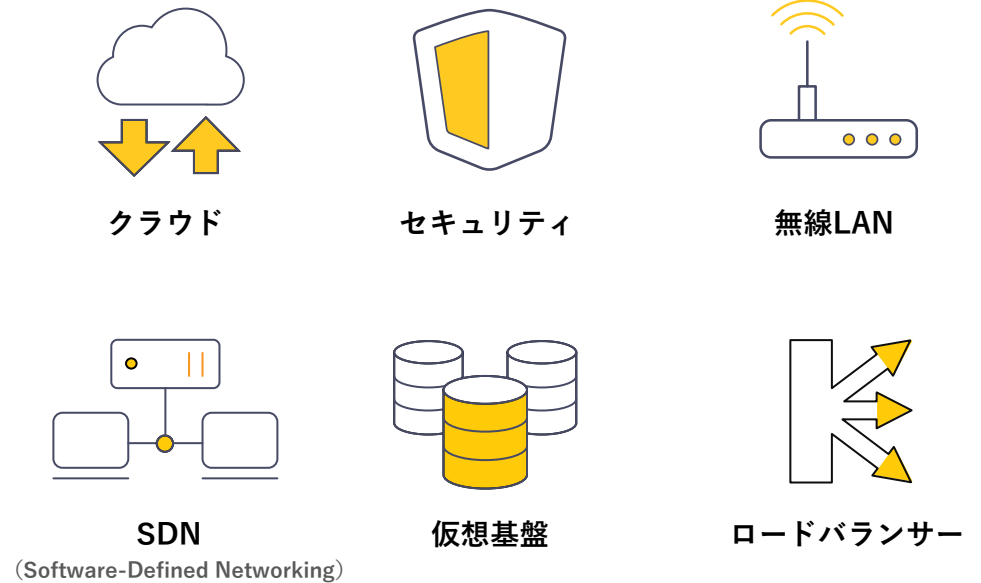 クラウド
セキュリティ
無線LAN
SDN
（Software-Defined Networking）
仮想基盤
ロードバランサー